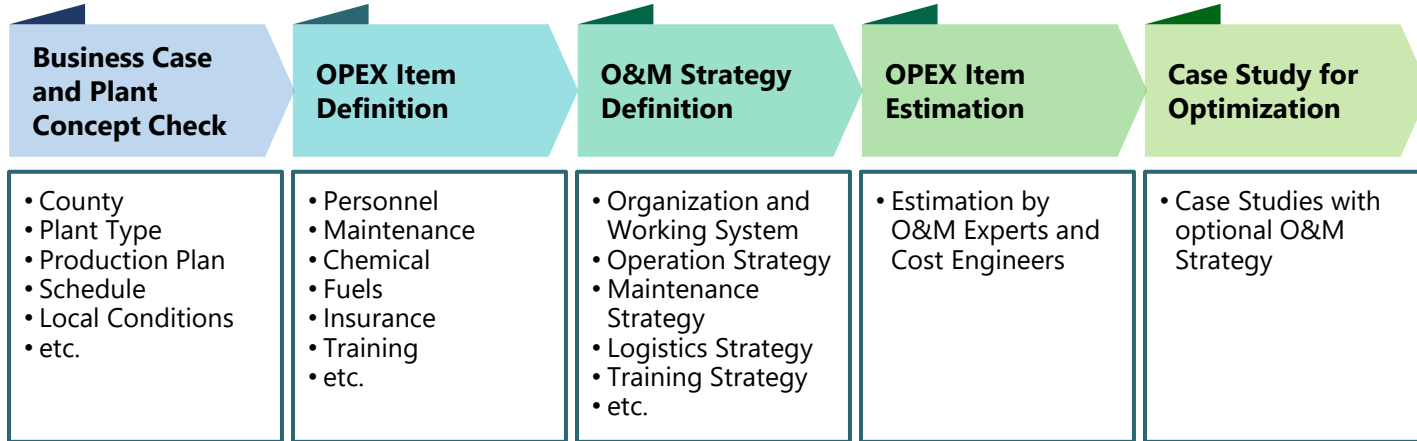 Business Case
and Plant
Concept Check
OPEX Item
Definition
O&M Strategy
Definition
OPEX Item
Estimation
Case Study for
Optimization
• County
• Plant Type
• Production Plan
• Schedule
• Local Conditions
• etc.
• Personnel
• Maintenance
• Chemical
• Fuels
• Insurance
• Training
• etc.
• Organization and
Working System
• Operation Strategy
• Maintenance
Strategy
• Logistics Strategy
• Training Strategy
• etc.
• Estimation by
O&M Experts and
Cost Engineers
• Case Studies with
optional O&M
Strategy